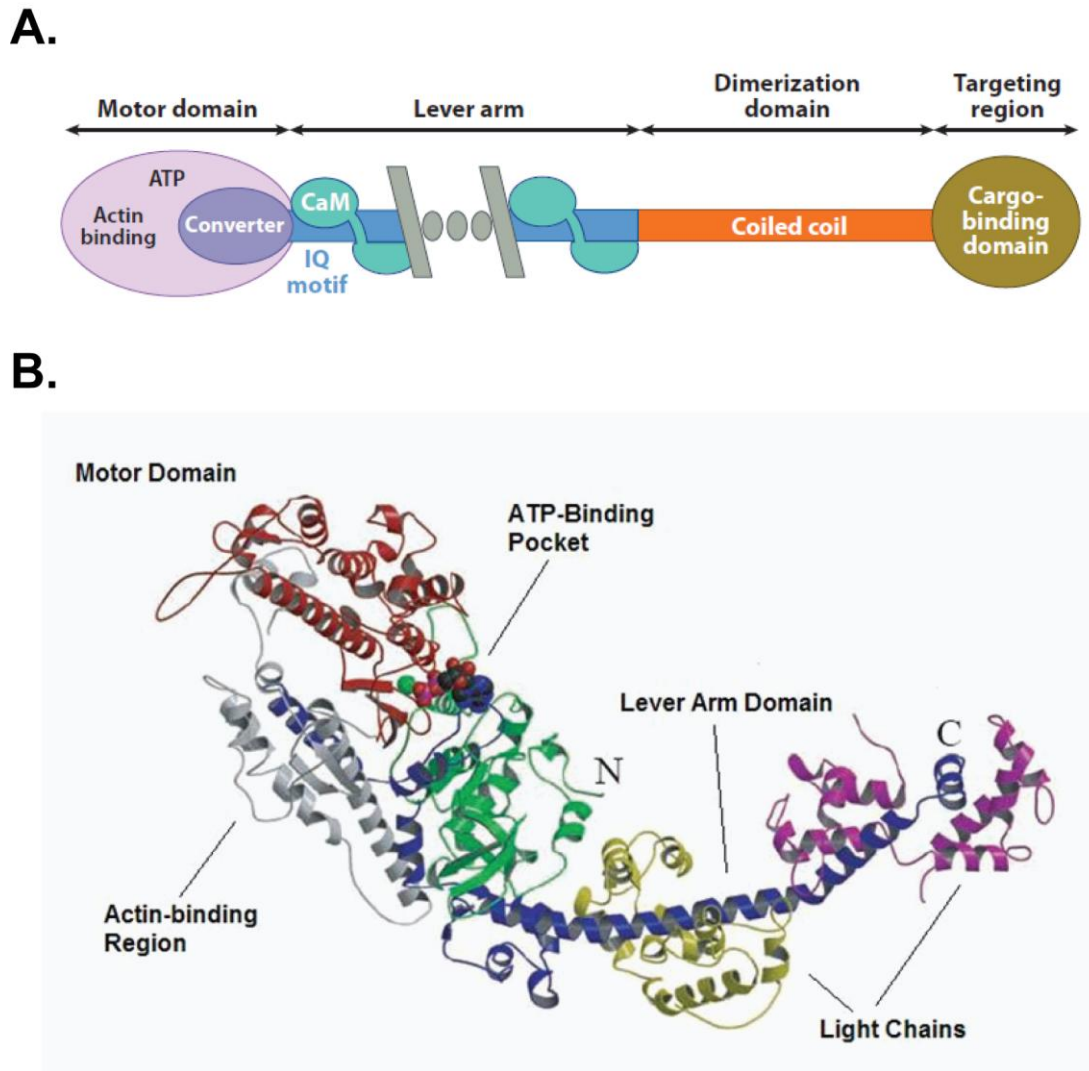 A.
Motor domain
Lever arm
Dimerization
domain
Targeting
region
ATP
Actin
binding
Converter
CaM
IQ
motif
Coiled coil
Cargo-
binding
domain
B.
Motor Domain
ATP-Binding
Pocket
Lever Arm Domain
N
C
Actin-binding
Region
Light Chains